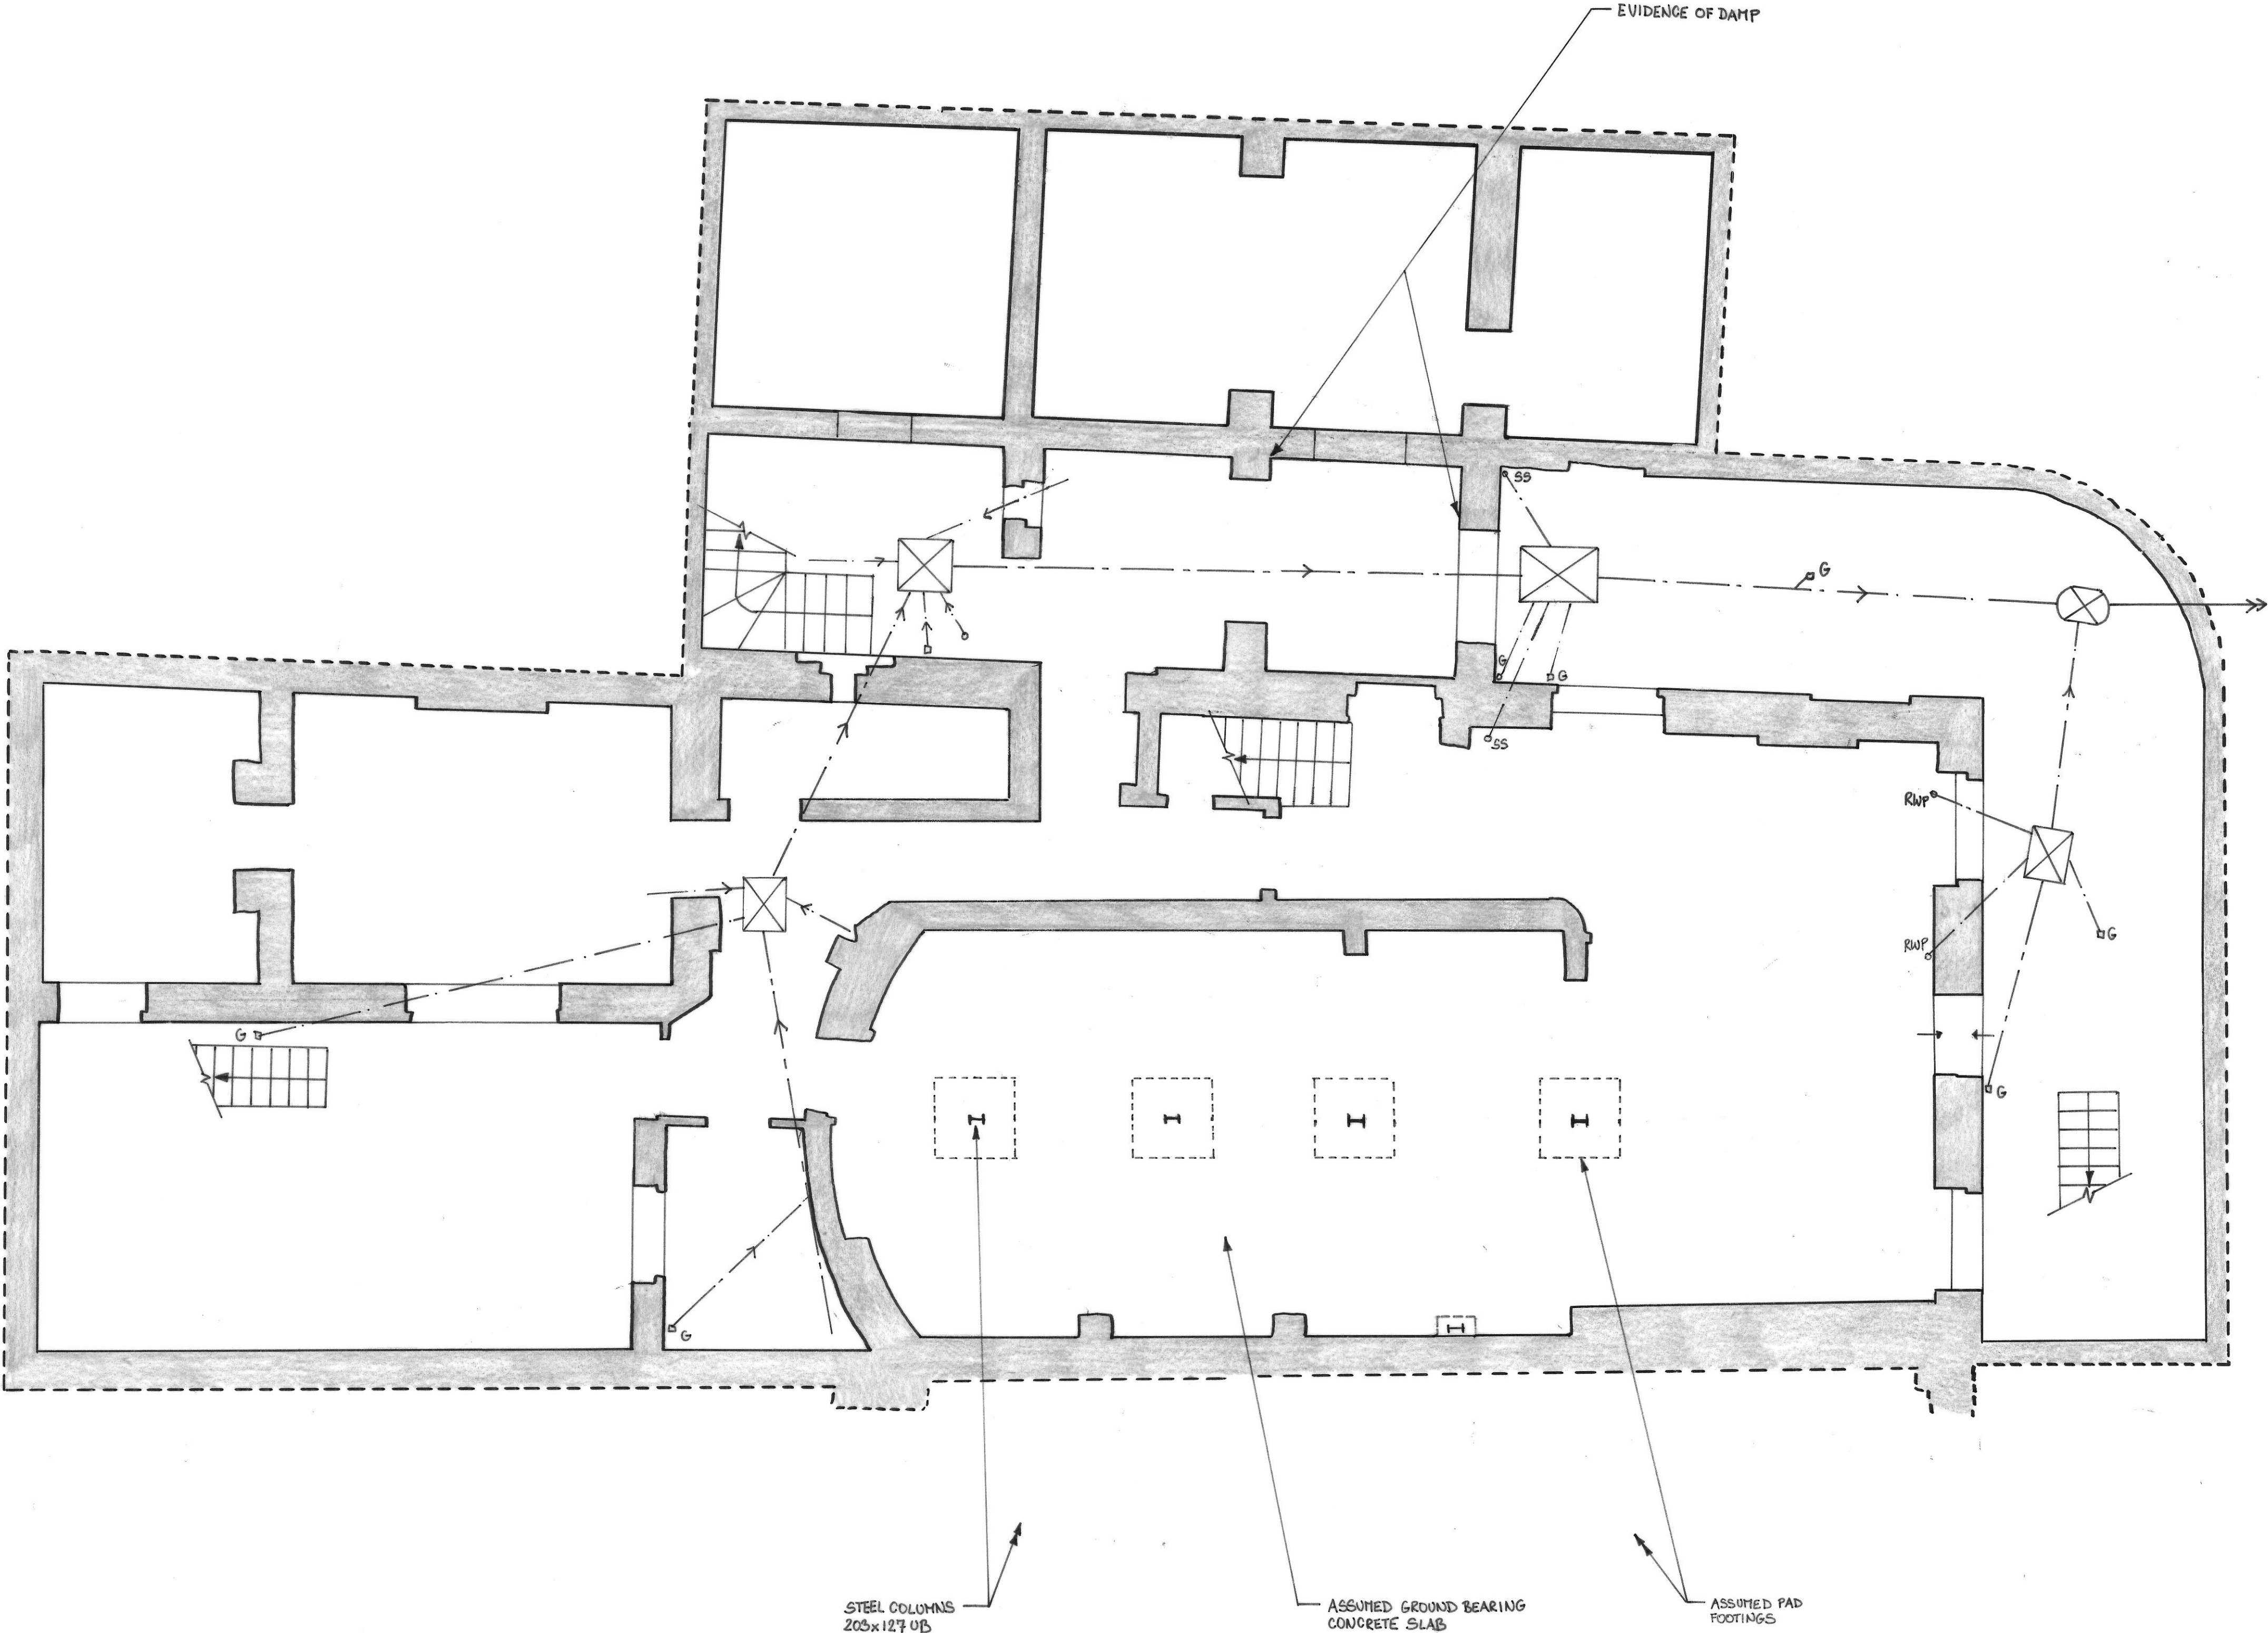 EVIDENCE OF DAMP
SS
G
G
G
SS
RWP
RWP
G
G
G
G
STEEL COLUMNS
203x127 UB
ASSUMED GROUND BEARING
CONCRETE SLAB
ASSUMED PAD
FOOTINGS